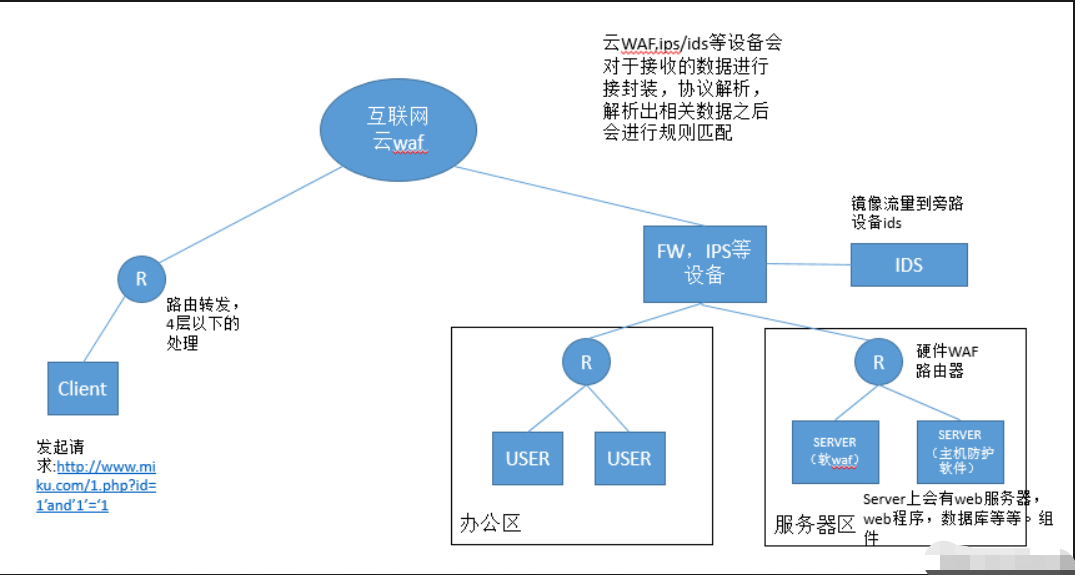 云WAF,ips/ids等设备会
对于接收的数据进行
接封装，协议解析，
解析出相关数据之后
会进行规则匹配
互联网
云waf
镜像流量到旁路
设备ids
FW，IPS等
设备
IDS
R
路由转发，
4层以下的
处理
Client
发起请
求:http://www.mi
ku.com/1.php?id=
1’and’1’=‘1
R
USER
USER
办公区
R
硬件WAF
路由器
SERVER
（软waf）
SERVER
（主机防护
软件）
Server上会有web服务器，
web程序，数据库等等。组
件
服务器区